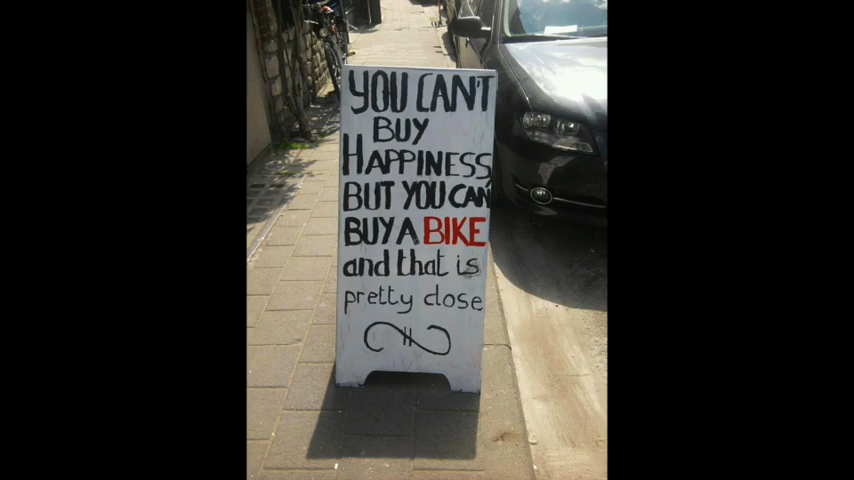 YOU CAN'T
BUY
HAPPINESS
BUT YOU CAN
BUY A BIKE
and that is
pretty close